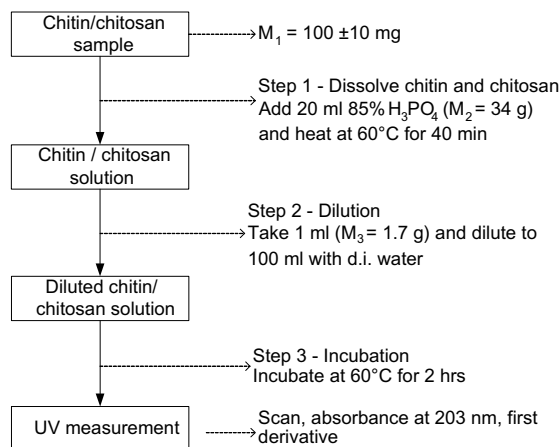 Chitin/chitosan
sample
M₁ = 100 ±10 mg
Step 1 - Dissolve chitin and chitosan
Add 20 ml 85% H₃PO₄ (M₂ = 34 g)
and heat at 60°C for 40 min
Chitin / chitosan
solution
Step 2 - Dilution
Take 1 ml (M₃ = 1.7 g) and dilute to
100 ml with d.i. water
Diluted chitin/
chitosan solution
Step 3 - Incubation
Incubate at 60°C for 2 hrs
UV measurement
Scan, absorbance at 203 nm, first
derivative